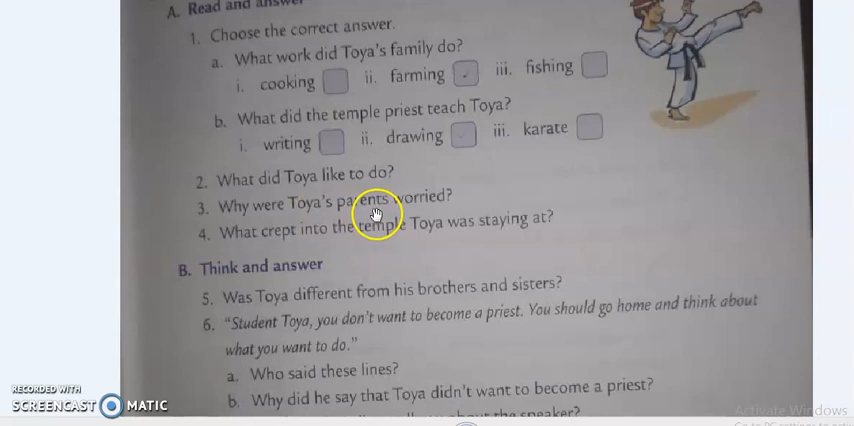 A. Read and answer
1. Choose the correct answer.
a. What work did Toya's family do?
i. cooking ii. farming iii. fishing
b. What did the temple priest teach Toya?
i. writing ii. drawing iii. karate
2. What did Toya like to do?
3. Why were Toya's parents worried?
4. What crept into the temple Toya was staying at?
B. Think and answer
5. Was Toya different from his brothers and sisters?
6. "Student Toya, you don't want to become a priest. You should go home and think about
what you want to do."
a. Who said these lines?
b. Why did he say that Toya didn't want to become a priest?
about the speaker?
RECORDED WITH
SCREENCAST MATIC
Activate Windows